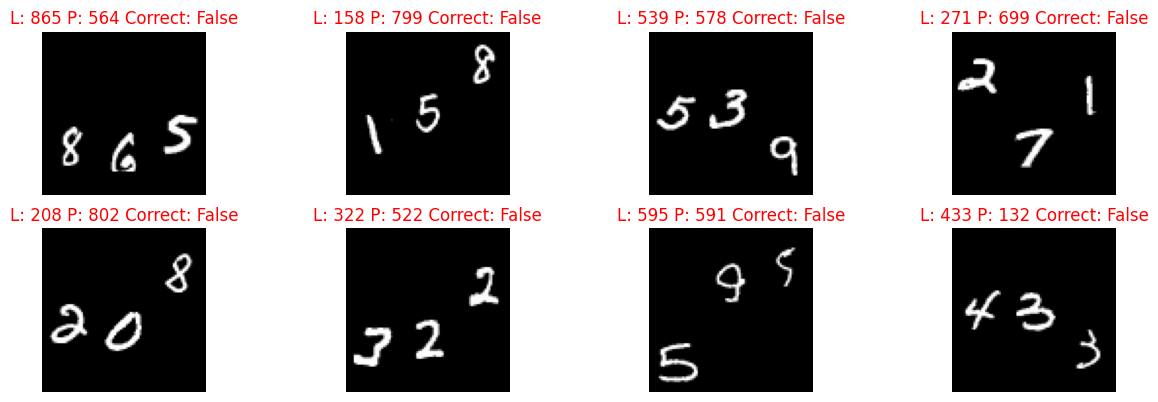 L: 865 P: 564 Correct: False
L: 158 P: 799 Correct: False
L: 539 P: 578 Correct: False
L: 271 P: 699 Correct: False
8 6 5
1 5 8
5 3 9
2 7 1
L: 208 P: 802 Correct: False
L: 322 P: 522 Correct: False
L: 595 P: 591 Correct: False
L: 433 P: 132 Correct: False
2 0 8
3 2 2
5 9 5
4 3 3